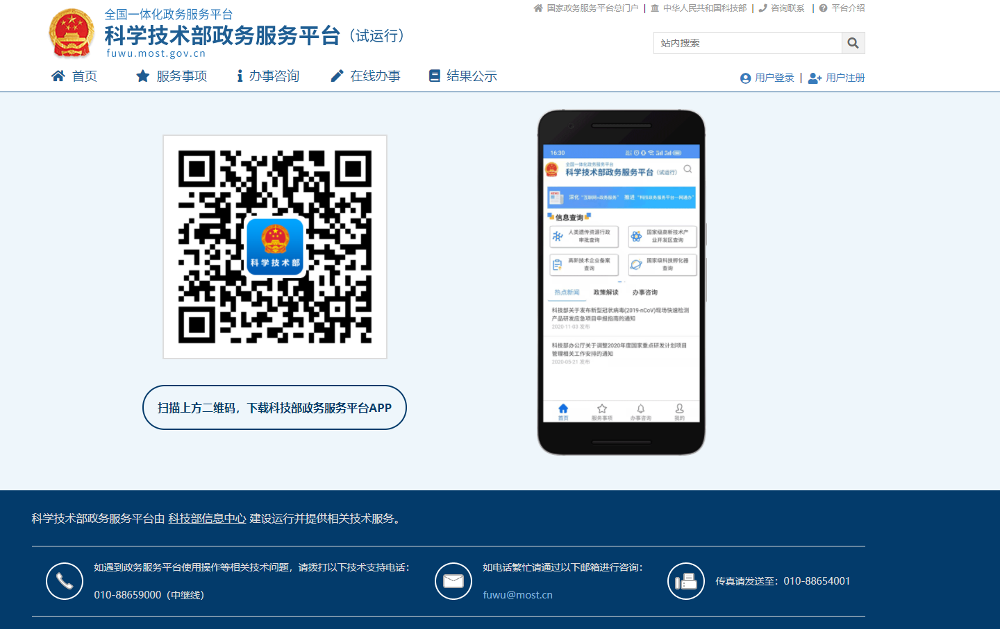 国家政务服务平台总门户 | 中华人民共和国科技部 | 咨询联系 | 平台介绍
全国一体化政务服务平台
科学技术部政务服务平台（试运行）
fuwu.most.gov.cn
站内搜索
首页 服务事项 办事咨询 在线办事 结果公示
用户登录 | 用户注册
科学技术部
扫描上方二维码，下载科技部政务服务平台APP
16:30
全国一体化政务服务平台
科学技术部政务服务平台（试运行）
深化“互联网+政务服务” 推进“科技政务服务平台一网通办”
信息查询
人类遗传资源行政
审批查询
国家级高新技术产
业开发区查询
高新技术企业备案
查询
国家级科技孵化器
查询
热点新闻 政策解读 办事咨询
科技部关于发布新型冠状病毒(2019-nCoV)现场快速检测
产品研发应急项目申报指南的通知
2020-11-03 发布
科技部办公厅关于调整2020年度国家重点研发计划项目
管理相关工作安排的通知
2020-05-21 发布
首页 服务事项 办事咨询 我的
科学技术部政务服务平台由 科技部信息中心 建设运行并提供相关技术服务。
如遇到政务服务平台使用操作等相关技术问题，请拨打以下技术支持电话：
010-88659000（中继线）
如电话繁忙请通过以下邮箱进行咨询：
fuwu@most.cn
传真请发送至：010-88654001